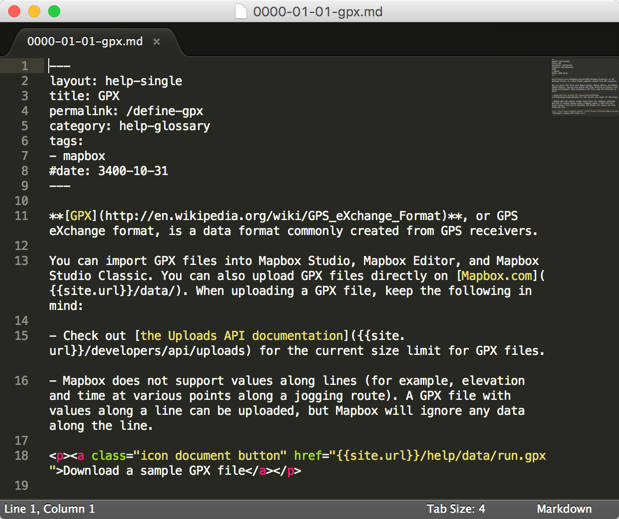 0000-01-01-gpx.md
0000-01-01-gpx.md ×
1 ---
2 layout: help-single
3 title: GPX
4 permalink: /define-gpx
5 category: help-glossary
6 tags:
7 - mapbox
8 #date: 3400-10-31
9 ---
10
11 **[GPX](http://en.wikipedia.org/wiki/GPS_eXchange_Format)**, or GPS
eXchange format, is a data format commonly created from GPS receivers.
12
13 You can import GPX files into Mapbox Studio, Mapbox Editor, and Mapbox
Studio Classic. You can also upload GPX files directly on [Mapbox.com](
{{site.url}}/data/). When uploading a GPX file, keep the following in
mind:
14
15 - Check out [the Uploads API documentation]({{site.
url}}/developers/api/uploads) for the current size limit for GPX files.
16 - Mapbox does not support values along lines (for example, elevation
and time at various points along a jogging route). A GPX file with
values along a line can be uploaded, but Mapbox will ignore any data
along the line.
17
18 <p><a class="icon document button" href="{{site.url}}/help/data/run.gpx
">Download a sample GPX file</a></p>
19
Line 1, Column 1 Tab Size: 4 Markdown